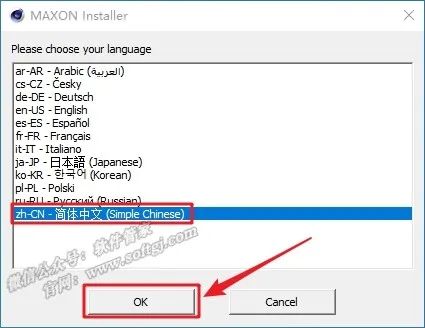 MAXON Installer
Please choose your language
ar-AR - Arabic (العربية)
cs-CZ - Česky
de-DE - Deutsch
en-US - English
es-ES - Español
fr-FR - Français
it-IT - Italiano
ja-JP - 日本語 (Japanese)
ko-KR - 한국어 (Korean)
pl-PL - Polski
ru-RU - Русский (Russian)
zh-CN - 简体中文 (Simple Chinese)
微信公众号：软件管家
官网：www.softgj.com
OK
Cancel